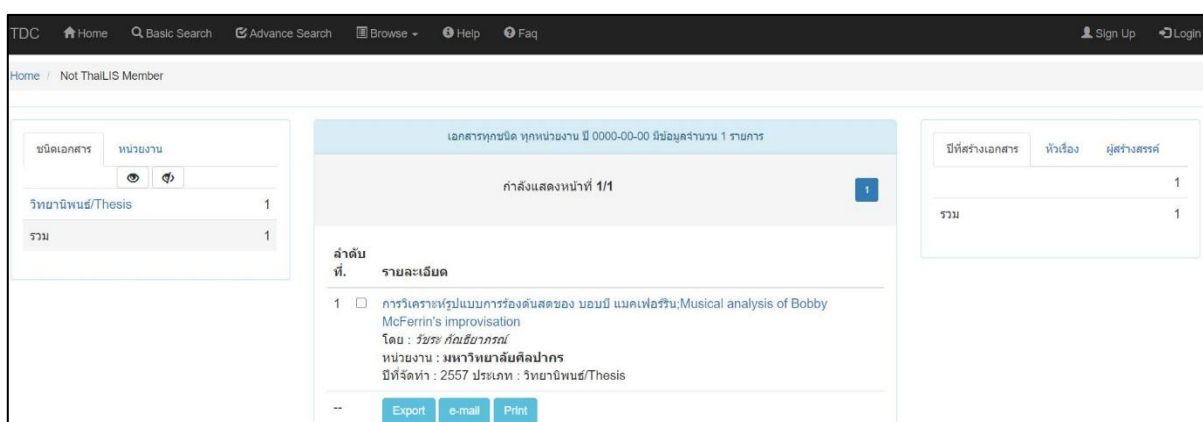 TDC Home Basic Search Advance Search Browse Help Faq Sign Up Login
Home / Not ThaiLIS Member
ชนิดเอกสาร หน่วยงาน
วิทยานิพนธ์/Thesis 1
รวม 1
เอกสารทุกชนิด ทุกหน่วยงาน ปี 0000-00-00 มีข้อมูลจำนวน 1 รายการ
กำลังแสดงหน้าที่ 1/1 1
ลำดับ
ที่. รายละเอียด
1 การวิเคราะห์รูปแบบการร้องด้นสดของ บอบบี แมคเฟอร์ริน;Musical analysis of Bobby
McFerrin's improvisation
โดย : วัชระ กัณธียาภรณ์
หน่วยงาน : มหาวิทยาลัยศิลปากร
ปีที่จัดทำ : 2557 ประเภท : วิทยานิพนธ์/Thesis
-- Export e-mail Print
ปีที่สร้างเอกสาร หัวเรื่อง ผู้สร้างสรรค์
1
รวม 1